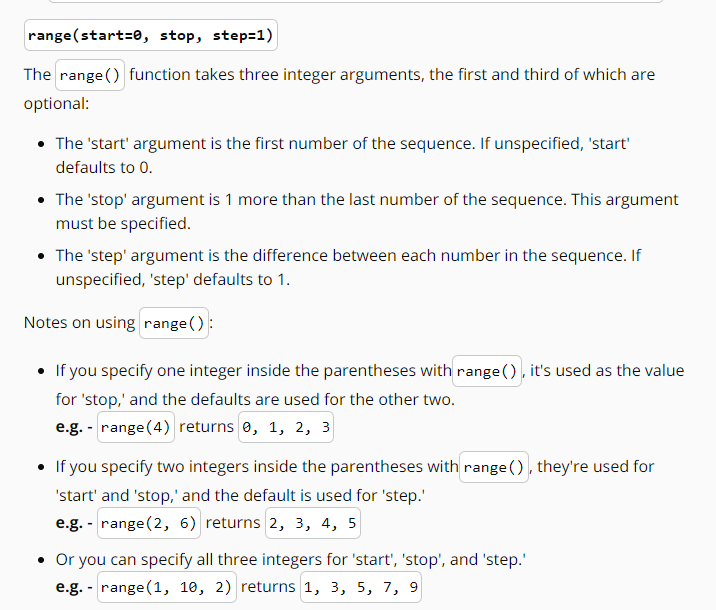 range(start=0, stop, step=1)
The range() function takes three integer arguments, the first and third of which are
optional:
• The 'start' argument is the first number of the sequence. If unspecified, 'start'
defaults to 0.
• The 'stop' argument is 1 more than the last number of the sequence. This argument
must be specified.
• The 'step' argument is the difference between each number in the sequence. If
unspecified, 'step' defaults to 1.
Notes on using range():
• If you specify one integer inside the parentheses with range(), it's used as the value
for 'stop,' and the defaults are used for the other two.
e.g. - range(4) returns 0, 1, 2, 3
• If you specify two integers inside the parentheses with range(), they're used for
'start' and 'stop,' and the default is used for 'step.'
e.g. - range(2, 6) returns 2, 3, 4, 5
• Or you can specify all three integers for 'start', 'stop', and 'step.'
e.g. - range(1, 10, 2) returns 1, 3, 5, 7, 9